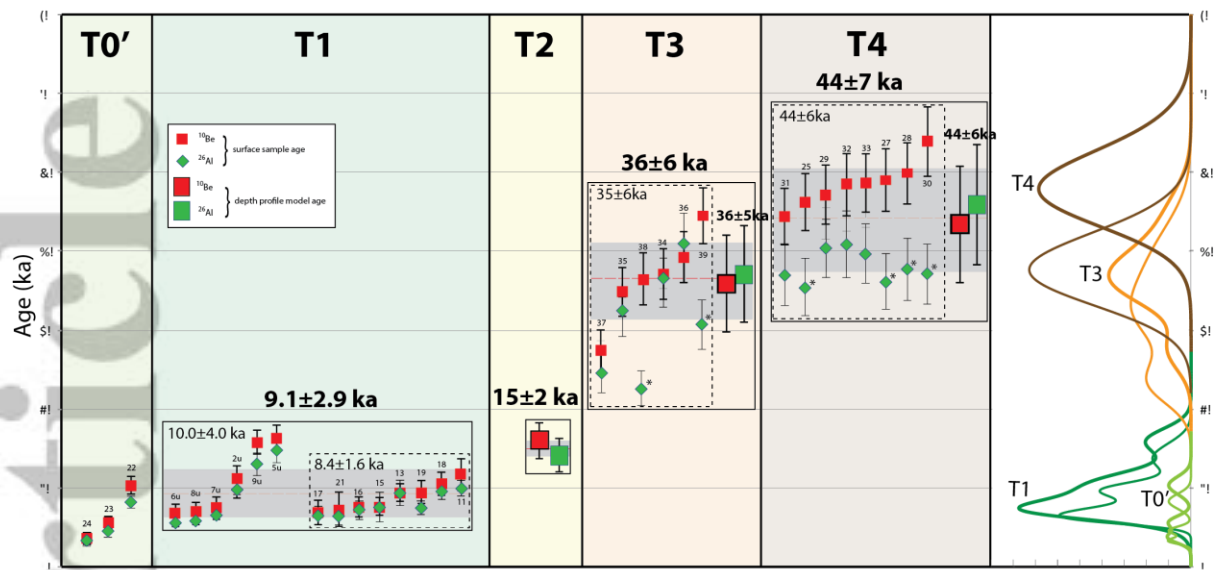 (!
T0’
T1
T2
T3
T4
(!
44±7 ka
'!
'!
44±6ka
44±6ka
¹⁰Be
²⁶Al
surface sample age
¹⁰Be
²⁶Al
depth profile model age
36±6 ka
35±6ka
36±5ka
31
25
29
32
33
27
28
30
*
*
*
*
&!
&!
T4
37
35
38
34
36
39
*
*
Age (ka)
%!
%!
T3
$!
$!
9.1±2.9 ka
15±2 ka
#!
#!
10.0±4.0 ka
8.4±1.6 ka
24
23
22
6u
8u
7u
2u
9u
5u
17
21
16
15
13
19
18
11
"!
"!
T1
T0’
!
!
rticle